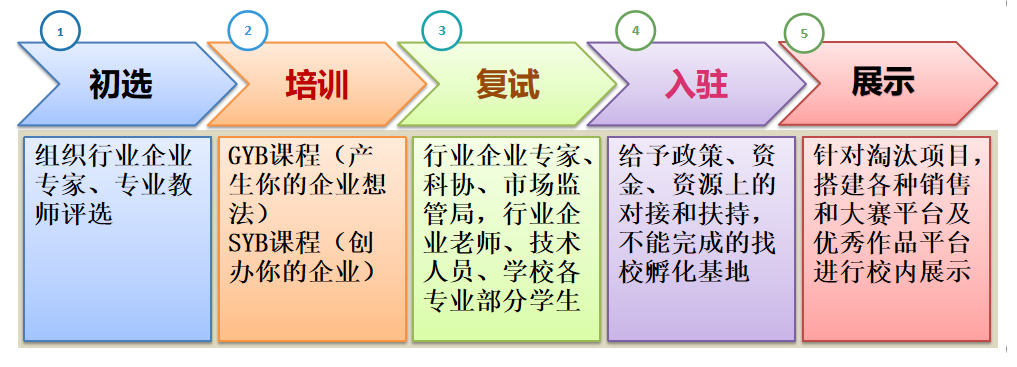 1
初选
组织行业企业
专家、专业教
师评选
2
培训
GYB课程（产
生你的企业想
法）
SYB课程（创
办你的企业）
3
复试
行业企业专家、
科协、市场监
管局，行业企
业老师、技术
人员、学校各
专业部分学生
4
入驻
给予政策、资
金、资源上的
对接和扶持，
不能完成的找
校孵化基地
5
展示
针对淘汰项目，
搭建各种销售
和大赛平台及
优秀作品平台
进行校内展示